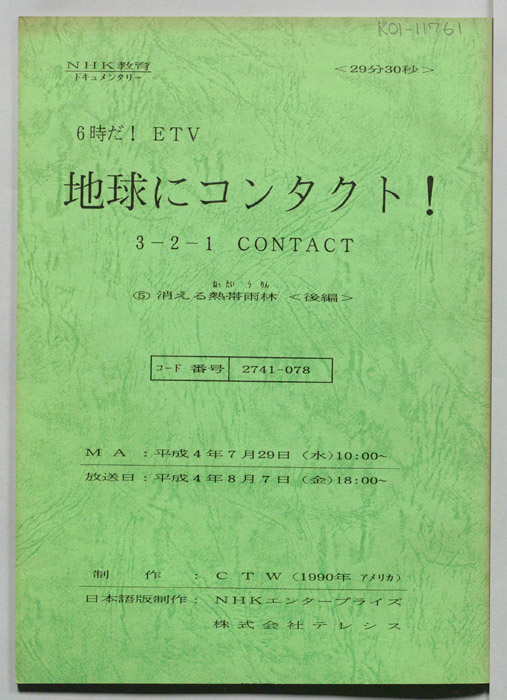 K01-11761
NHK教育 <29分30秒>
ドキュメンタリー
6時だ! ETV
地球にコンタクト!
3-2-1 CONTACT
ねったいうりん
⑤ 消える熱帯雨林 <後編>
コード 番号 2741-078
MA:平成4年7月29日(水)10:00~
放送日:平成4年8月7日(金)18:00~
制作:CTW(1990年 アメリカ)
日本語版制作:NHKエンタープライズ
株式会社テレシス